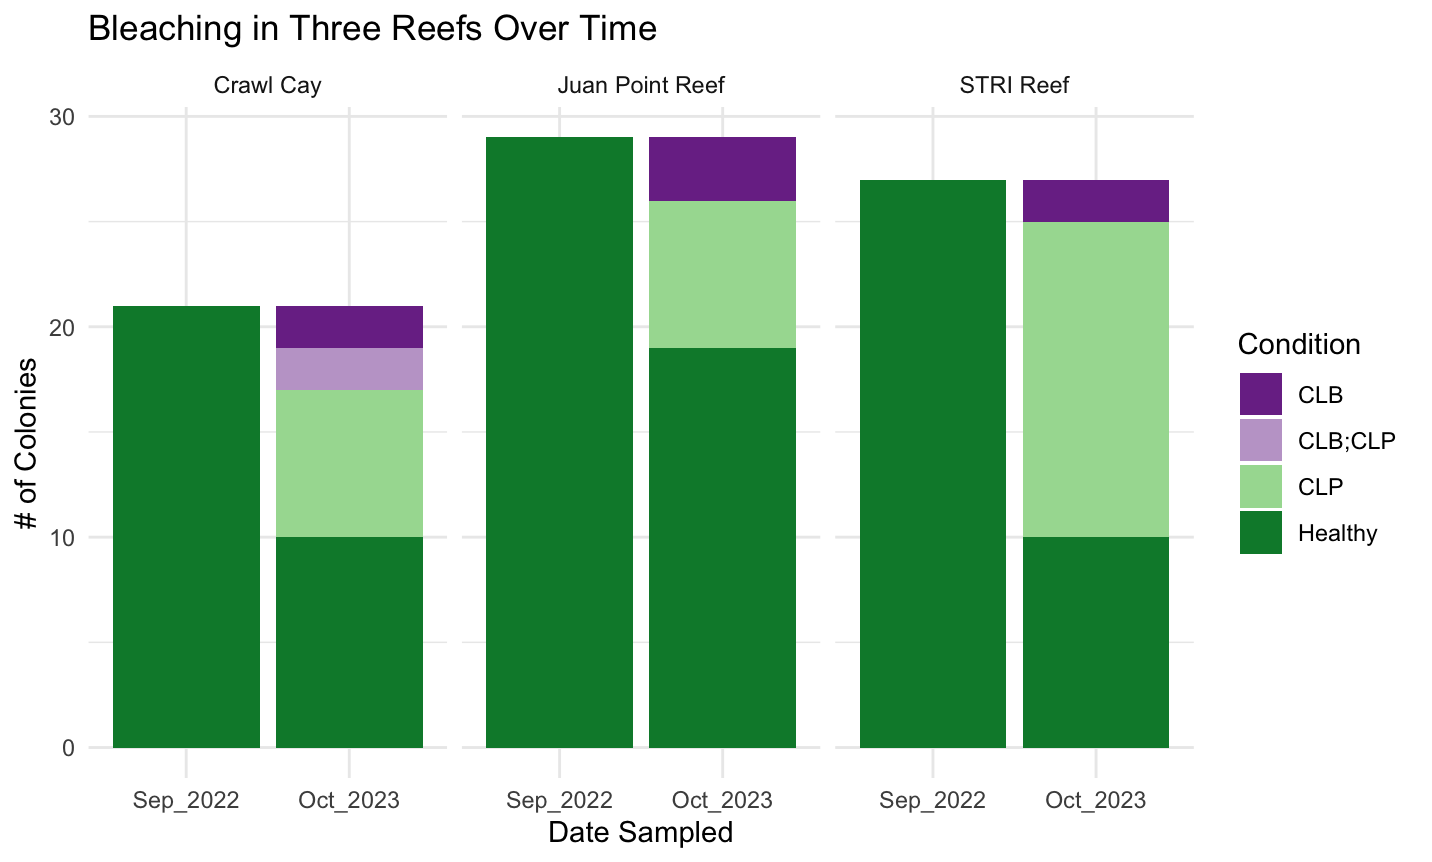 Bleaching in Three Reefs Over Time
Crawl Cay
Juan Point Reef
STRI Reef
30
20
10
0
# of Colonies
Sep_2022
Oct_2023
Sep_2022
Oct_2023
Sep_2022
Oct_2023
Date Sampled
Condition
CLB
CLB;CLP
CLP
Healthy